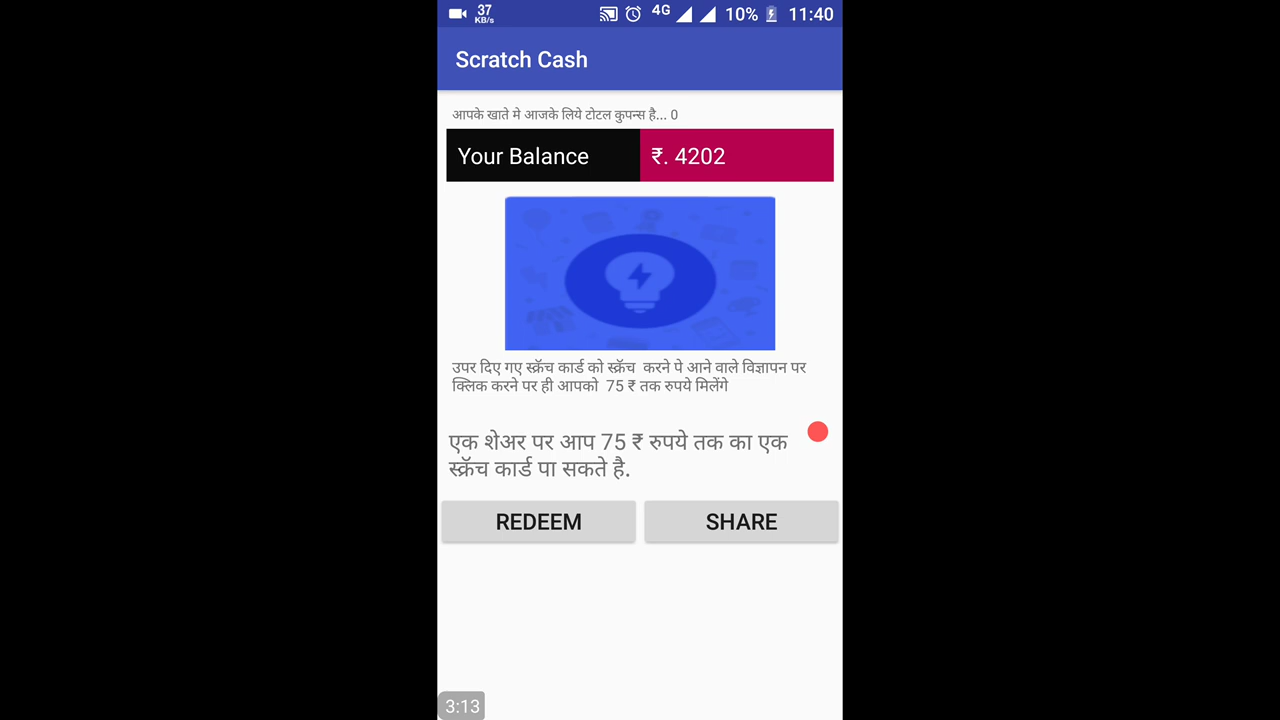 37
KB/s
4G
10%
11:40
Scratch Cash
आपके खाते मे आजके लिये टोटल कुपन्स है... 0
Your Balance
₹. 4202
उपर दिए गए स्क्रॅच कार्ड को स्क्रॅच करने पे आने वाले विज्ञापन पर
क्लिक करने पर ही आपको 75 ₹ तक रुपये मिलेंगे
एक शेअर पर आप 75 ₹ रुपये तक का एक
स्क्रॅच कार्ड पा सकते है.
REDEEM
SHARE
3:13